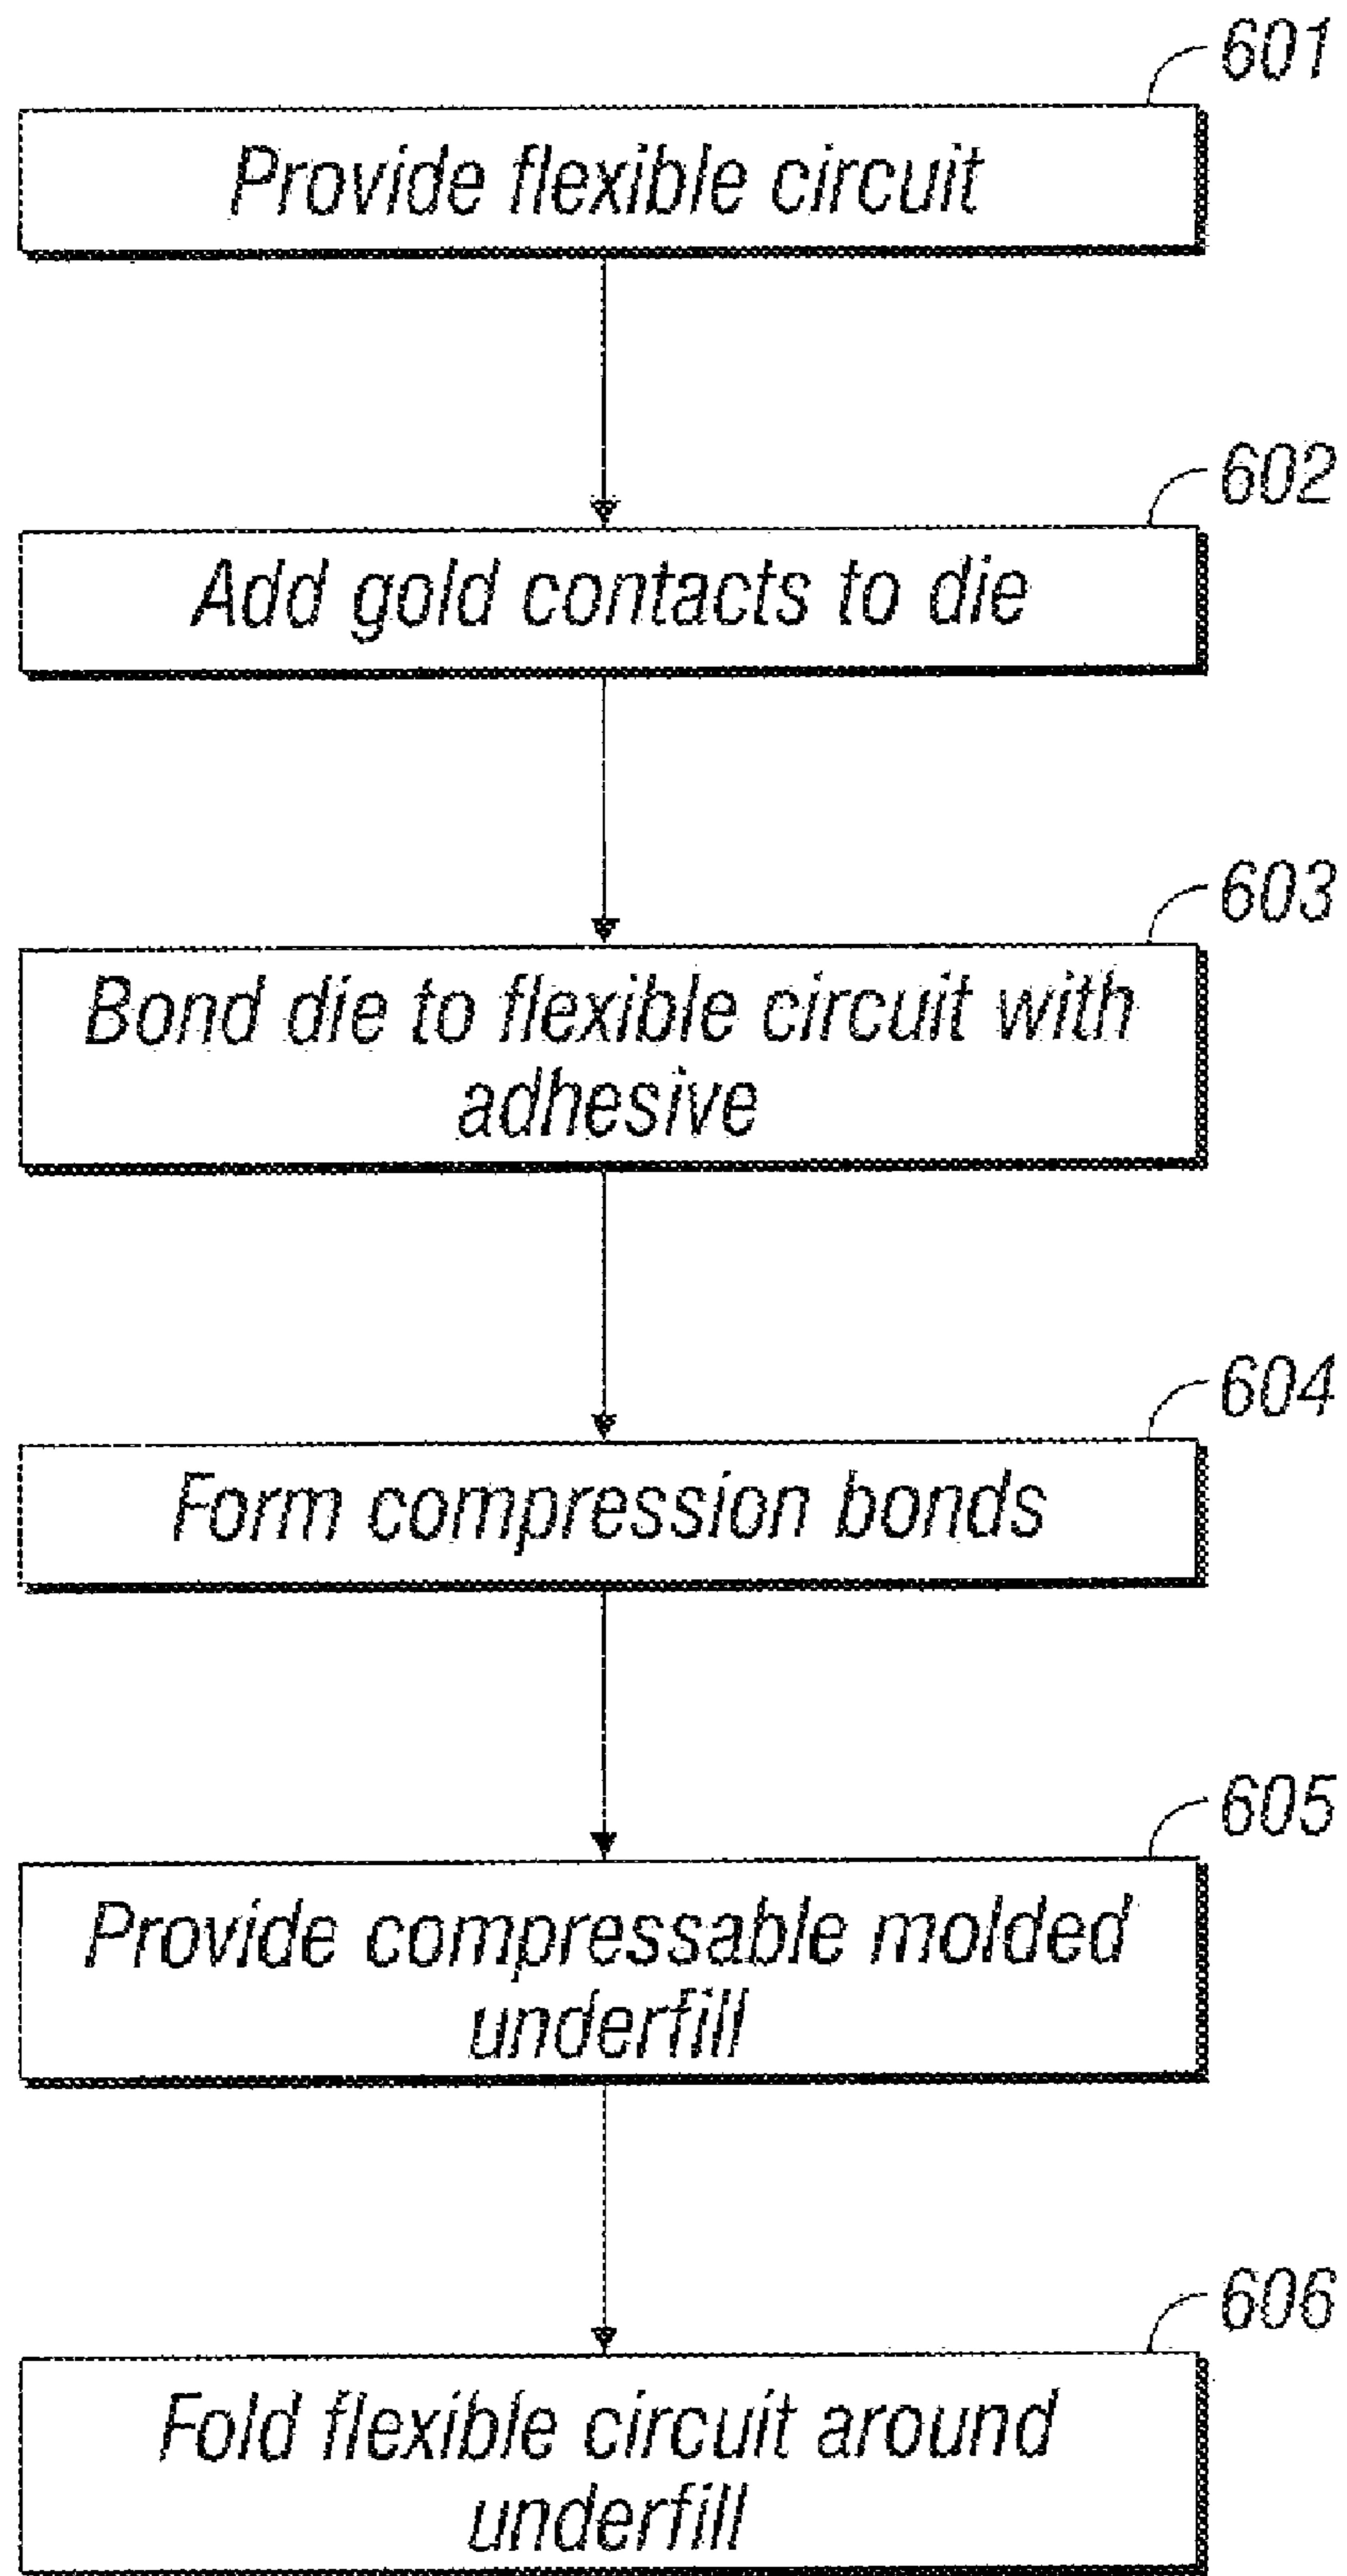 601
Provide flexible circuit
602
Add gold contacts to die
603
Bond die to flexible circuit with
adhesive
604
Form compression bonds
605
Provide compressable molded
underfill
606
Fold flexible circuit around
underfill